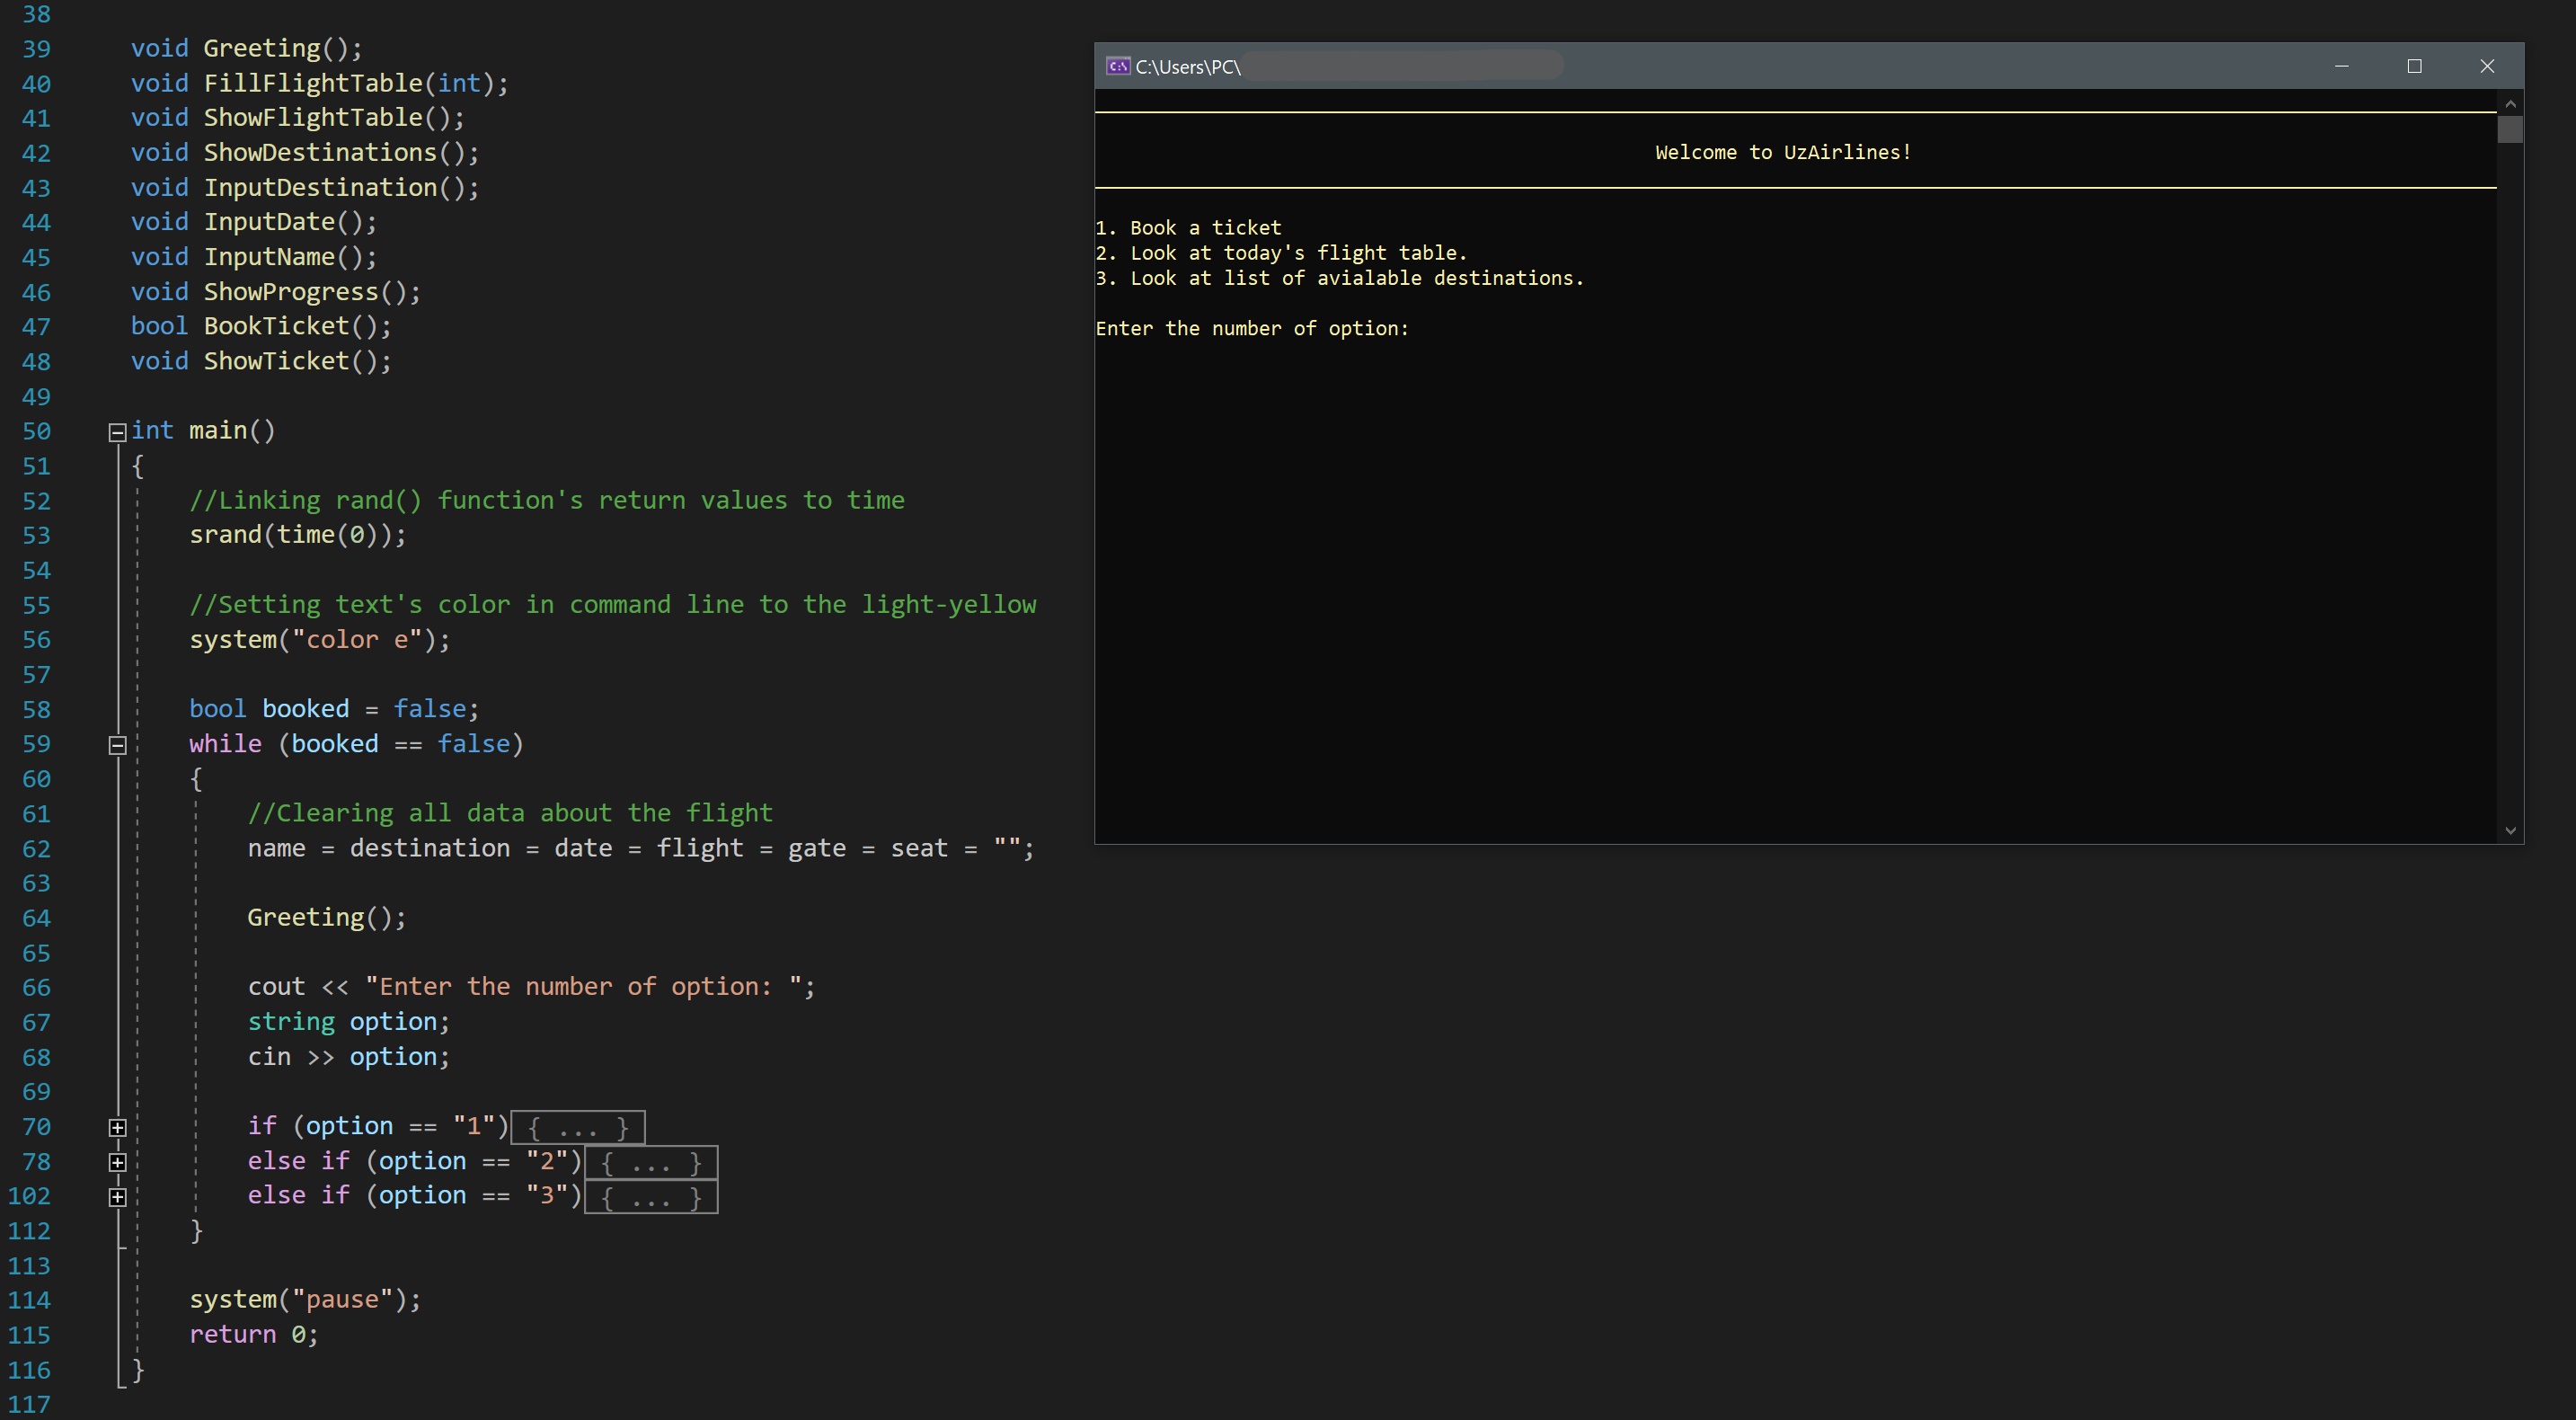 38
39 void Greeting();
40 void FillFlightTable(int);
41 void ShowFlightTable();
42 void ShowDestinations();
43 void InputDestination();
44 void InputDate();
45 void InputName();
46 void ShowProgress();
47 bool BookTicket();
48 void ShowTicket();
49
50 int main()
51 {
52 //Linking rand() function's return values to time
53 srand(time(0));
54
55 //Setting text's color in command line to the light-yellow
56 system("color e");
57
58 bool booked = false;
59 while (booked == false)
60 {
61 //Clearing all data about the flight
62 name = destination = date = flight = gate = seat = "";
63
64 Greeting();
65
66 cout << "Enter the number of option: ";
67 string option;
68 cin >> option;
69
70 if (option == "1"){ ... }
78 else if (option == "2"){ ... }
102 else if (option == "3"){ ... }
112 }
113
114 system("pause");
115 return 0;
116 }
117
C:\Users\PC\
Welcome to UzAirlines!
1. Book a ticket
2. Look at today's flight table.
3. Look at list of avialable destinations.
Enter the number of option: